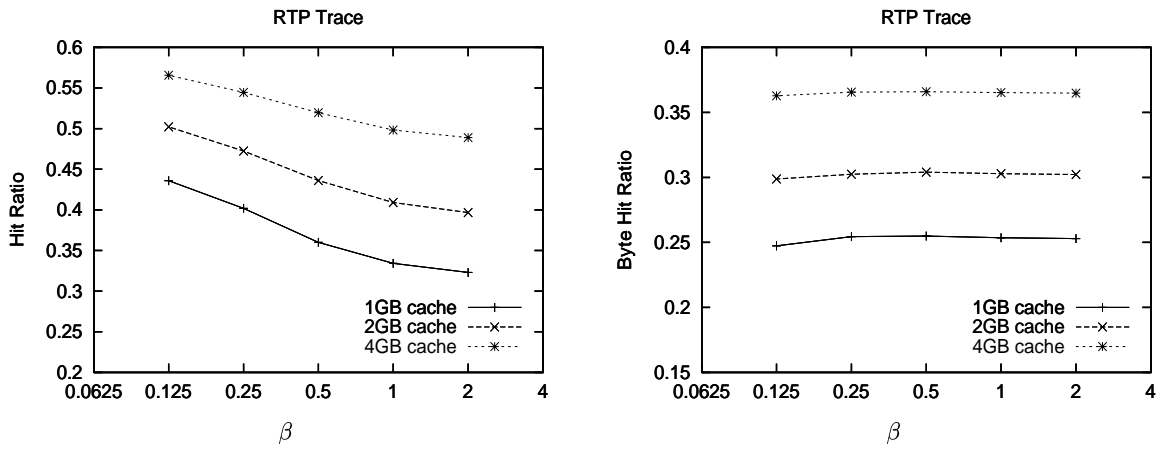 RTP Trace
0.6
0.55
0.5
0.45
0.4
0.35
0.3
0.25
0.2
Hit Ratio
1GB cache
2GB cache
4GB cache
0.0625 0.125 0.25 0.5 1 2 4
β
RTP Trace
0.4
0.35
0.3
0.25
0.2
0.15
Byte Hit Ratio
1GB cache
2GB cache
4GB cache
0.0625 0.125 0.25 0.5 1 2 4
β